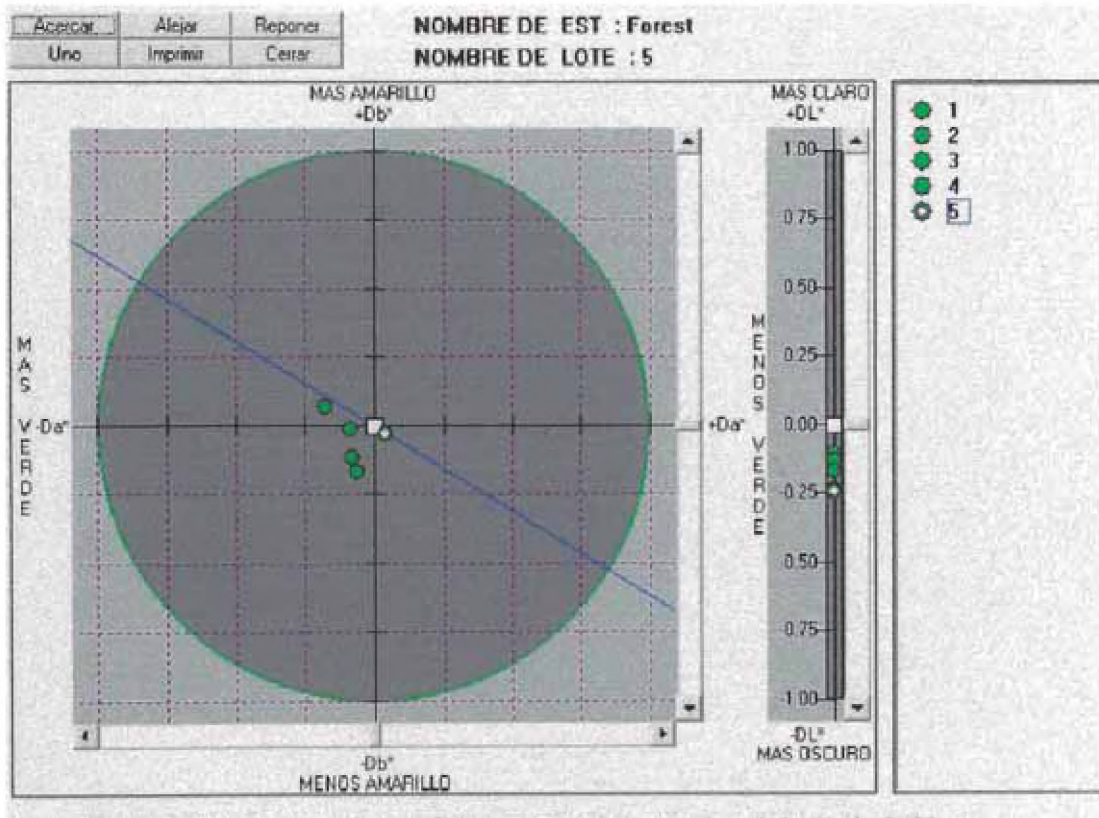 Acercar Alejar Reponer
Uno Imprimir Cerrar
NOMBRE DE EST : Forest
NOMBRE DE LOTE : 5
MAS AMARILLO
+Db*
MAS VERDE
-Da*
+Da*
-Db*
MENOS AMARILLO
MENOS VERDE
MAS CLARO
+DL*
1.00
0.75
0.50
0.25
0.00
0.25
0.50
0.75
1.00
-DL*
MAS OSCURO
1
2
3
4
5